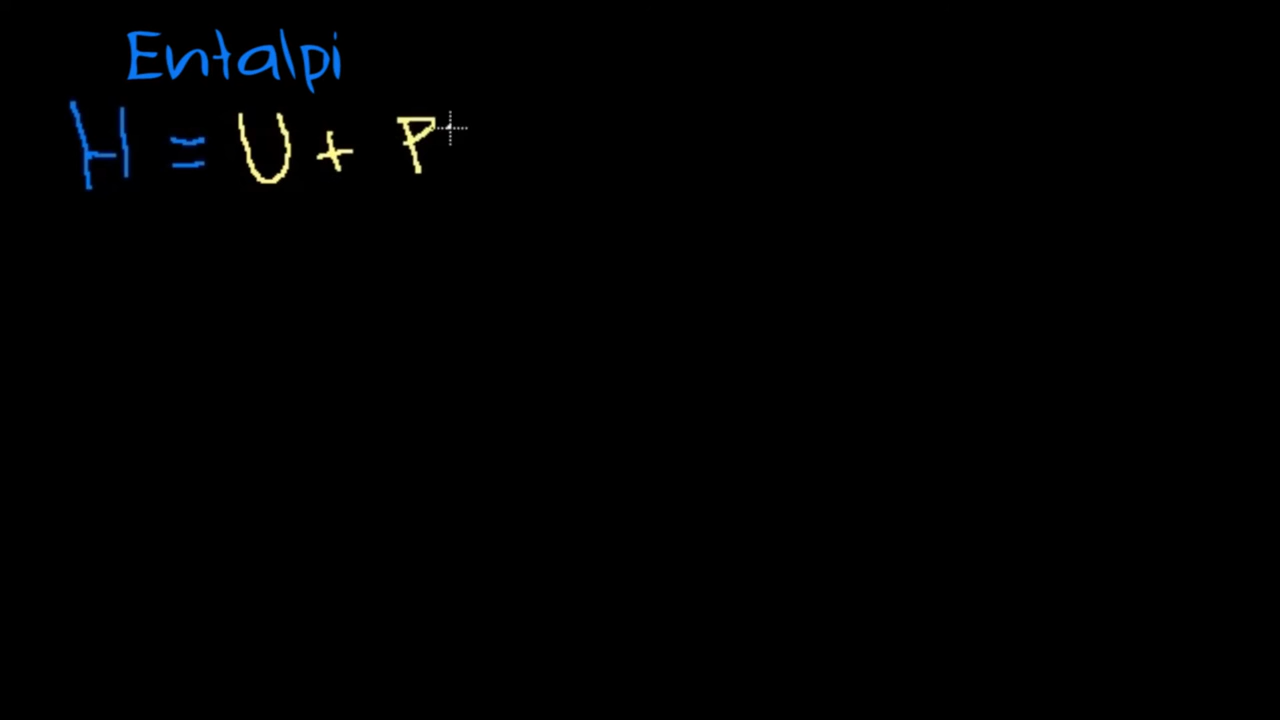 Entalpi
H = U + P